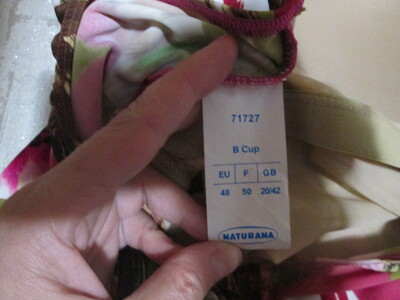 71727
B Cup
EU F GB
48 50 20/42
NATURANA